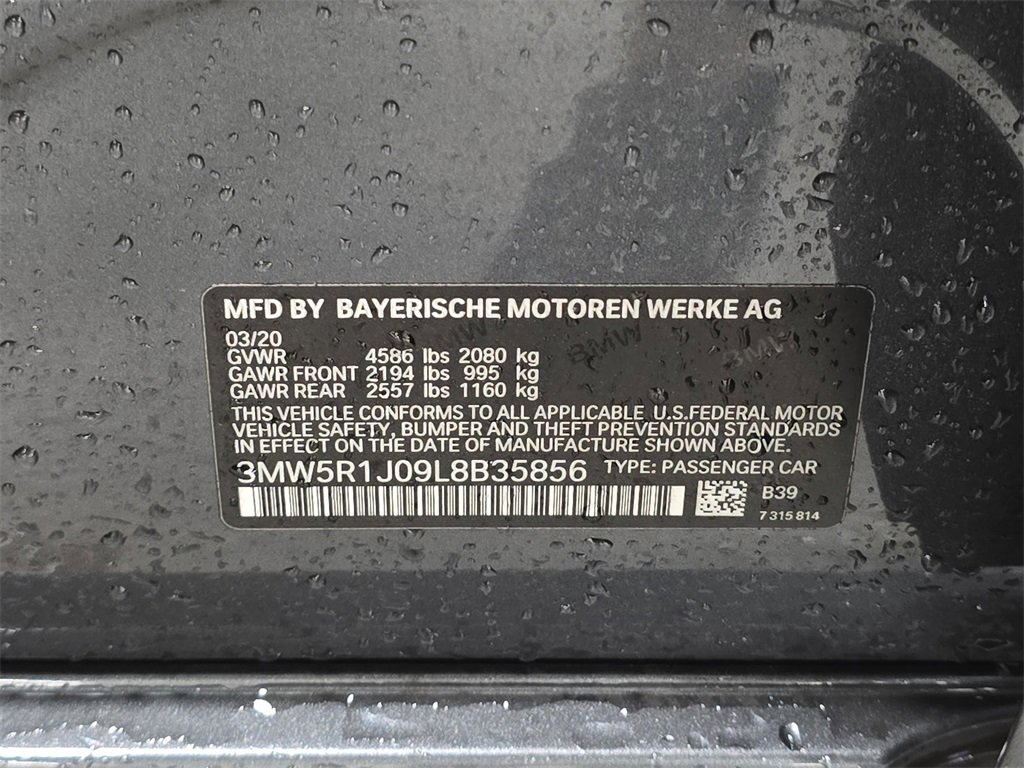 MFD BY BAYERISCHE MOTOREN WERKE AG
03/20
GVWR 4586 lbs 2080 kg
GAWR FRONT 2194 lbs 995 kg
GAWR REAR 2557 lbs 1160 kg
THIS VEHICLE CONFORMS TO ALL APPLICABLE U.S.FEDERAL MOTOR
VEHICLE SAFETY, BUMPER AND THEFT PREVENTION STANDARDS
IN EFFECT ON THE DATE OF MANUFACTURE SHOWN ABOVE.
3MW5R1J09L8B35856 TYPE: PASSENGER CAR
B39
7 315 814
BMW
BMW
BMW